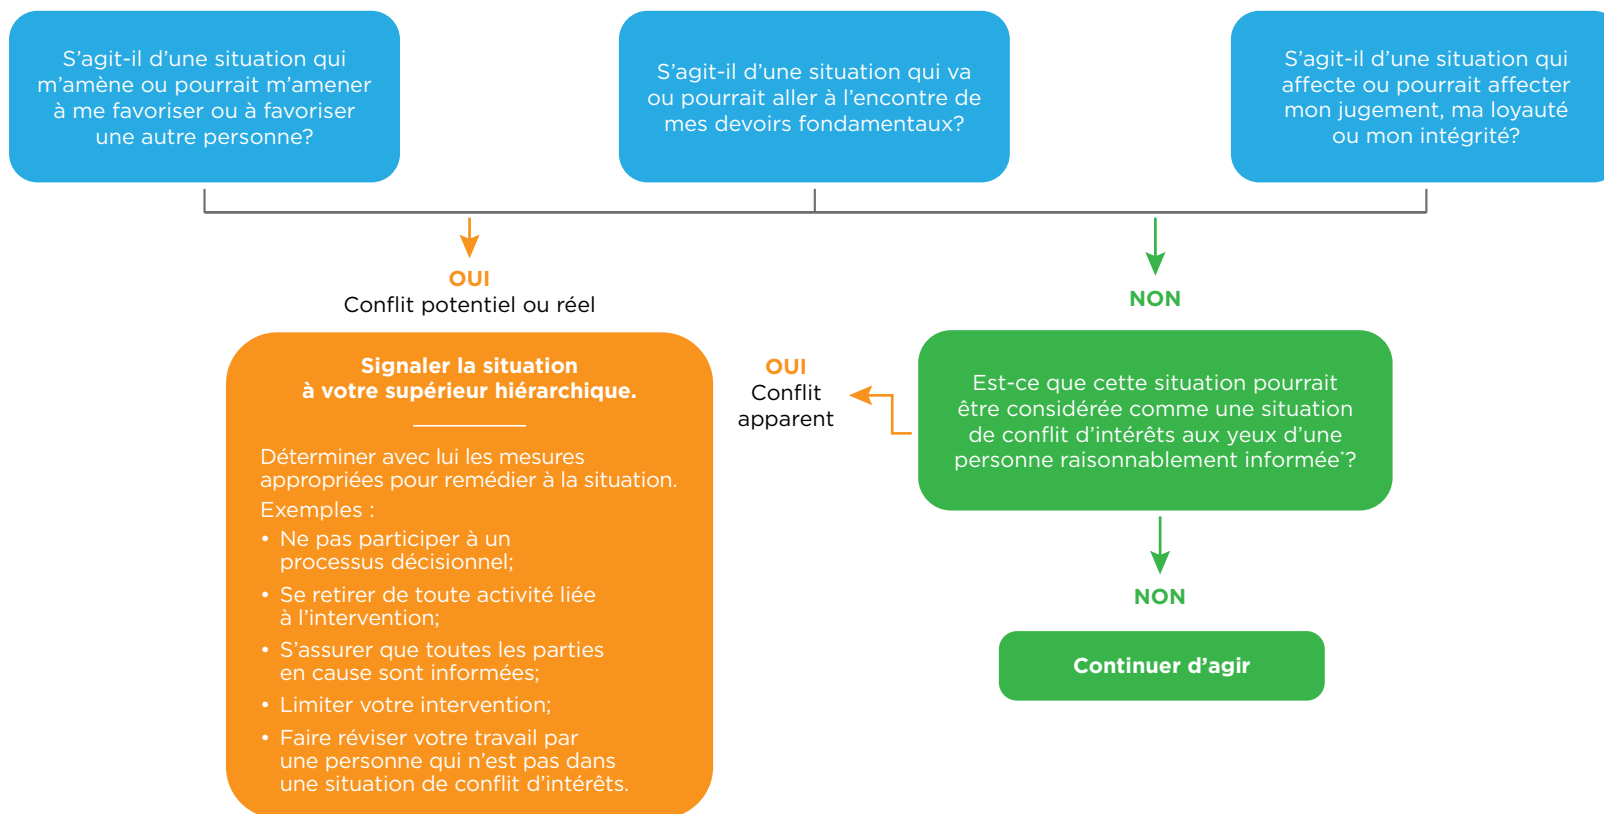 S’agit-il d’une situation qui
m’amène ou pourrait m’amener
à me favoriser ou à favoriser
une autre personne?
S’agit-il d’une situation qui va
ou pourrait aller à l’encontre de
mes devoirs fondamentaux?
S’agit-il d’une situation qui
affecte ou pourrait affecter
mon jugement, ma loyauté
ou mon intégrité?
OUI
Conflit potentiel ou réel
NON
Signaler la situation
à votre supérieur hiérarchique.
Déterminer avec lui les mesures
appropriées pour remédier à la situation.
Exemples :
• Ne pas participer à un
processus décisionnel;
• Se retirer de toute activité liée
à l’intervention;
• S’assurer que toutes les parties
en cause sont informées;
• Limiter votre intervention;
• Faire réviser votre travail par
une personne qui n’est pas dans
une situation de conflit d’intérêts.
OUI
Conflit
apparent
Est-ce que cette situation pourrait
être considérée comme une situation
de conflit d’intérêts aux yeux d’une
personne raisonnablement informée*?
NON
Continuer d’agir